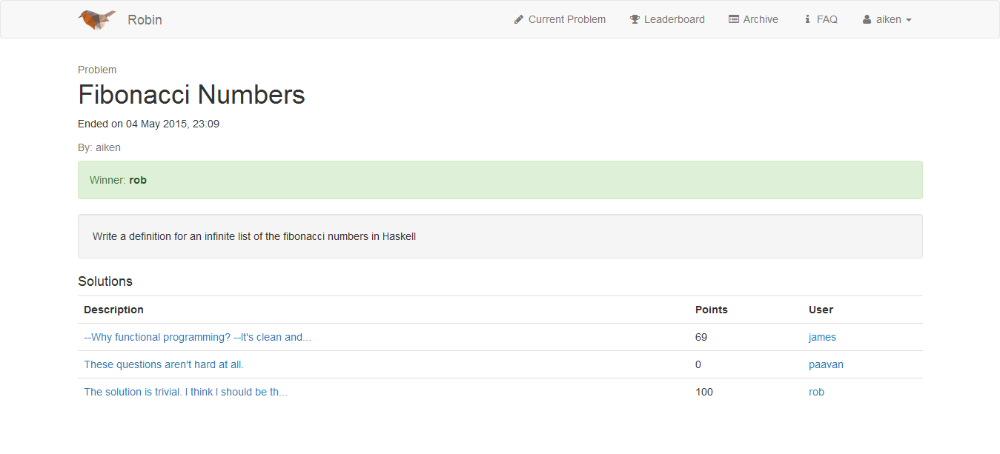 Robin Current Problem Leaderboard Archive FAQ aiken
Problem
Fibonacci Numbers
Ended on 04 May 2015, 23:09
By: aiken
Winner: rob
Write a definition for an infinite list of the fibonacci numbers in Haskell
Solutions
Description Points User
--Why functional programming? --It's clean and... 69 james
These questions aren't hard at all. 0 paavan
The solution is trivial. I think I should be th... 100 rob